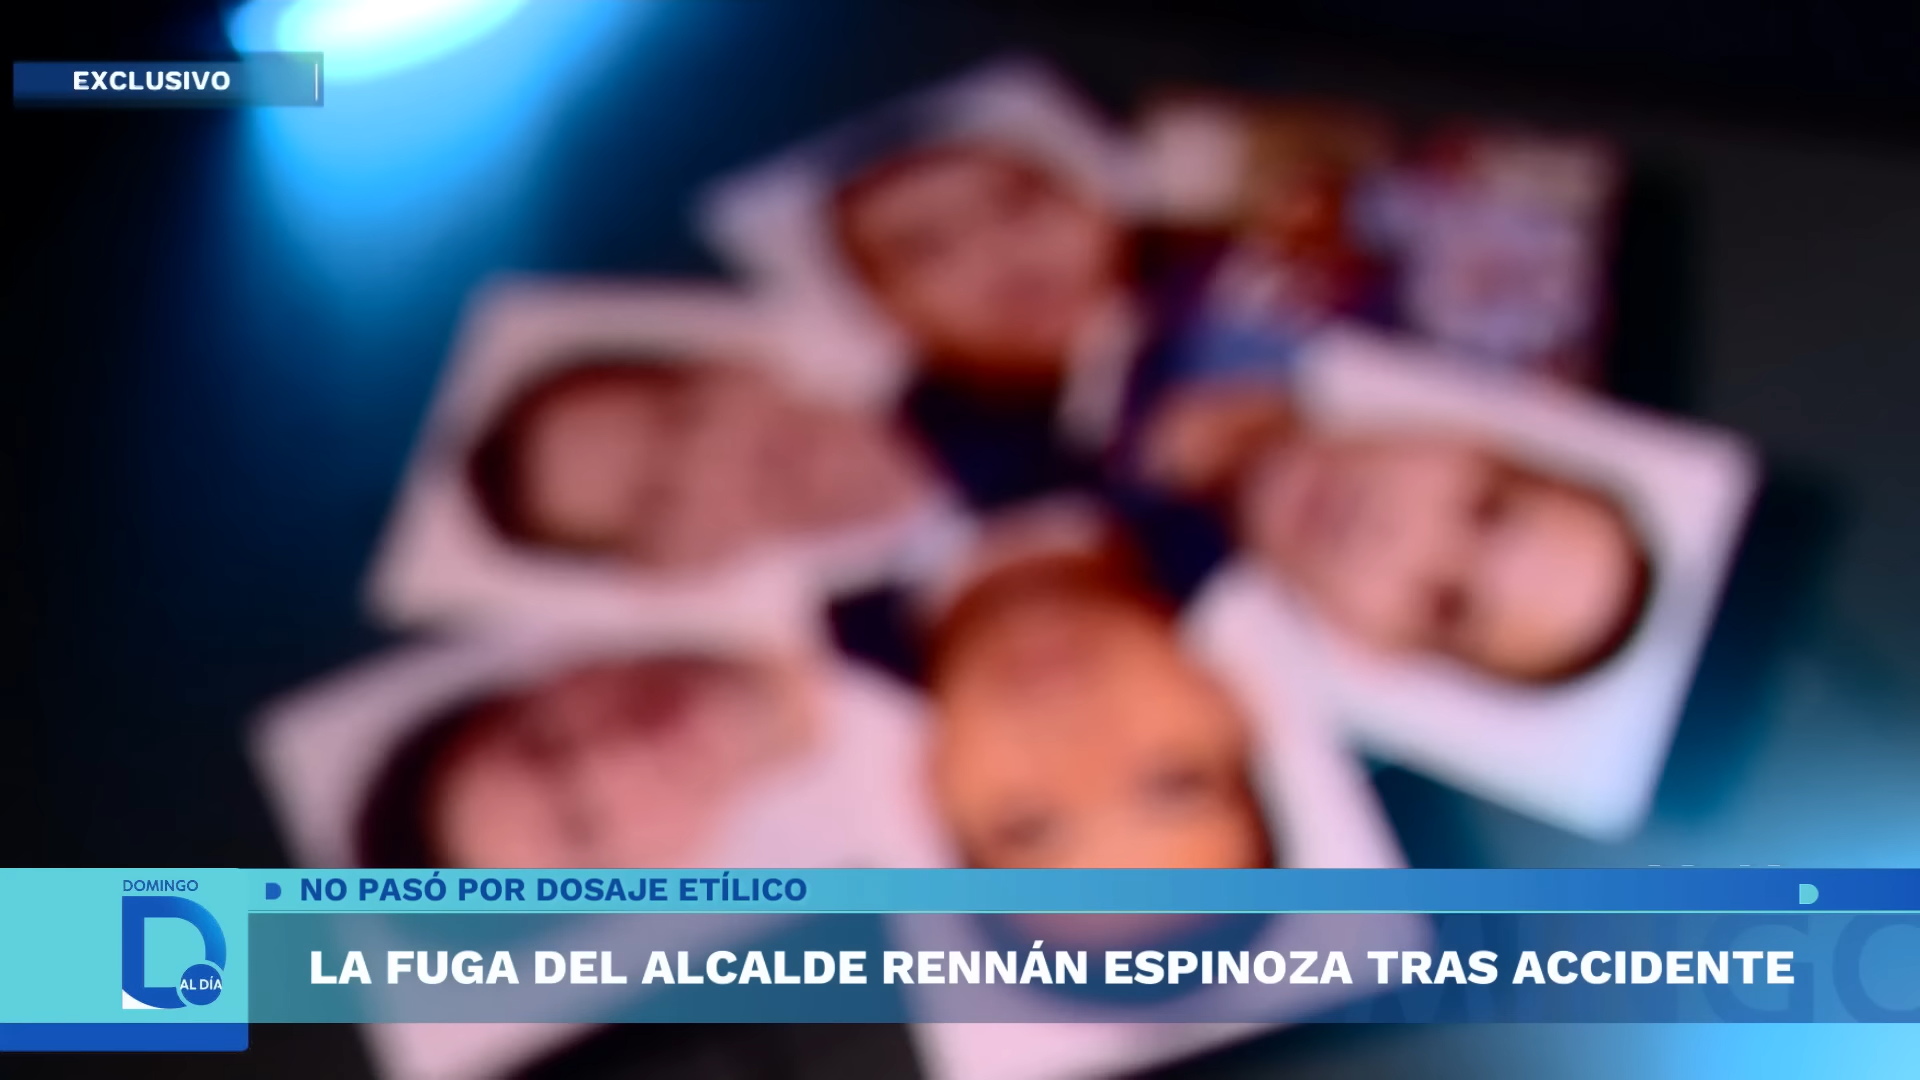 EXCLUSIVO
DOMINGO
AL DÍA
NO PASÓ POR DOSAJE ETÍLICO
LA FUGA DEL ALCALDE RENNÁN ESPINOZA TRAS ACCIDENTE